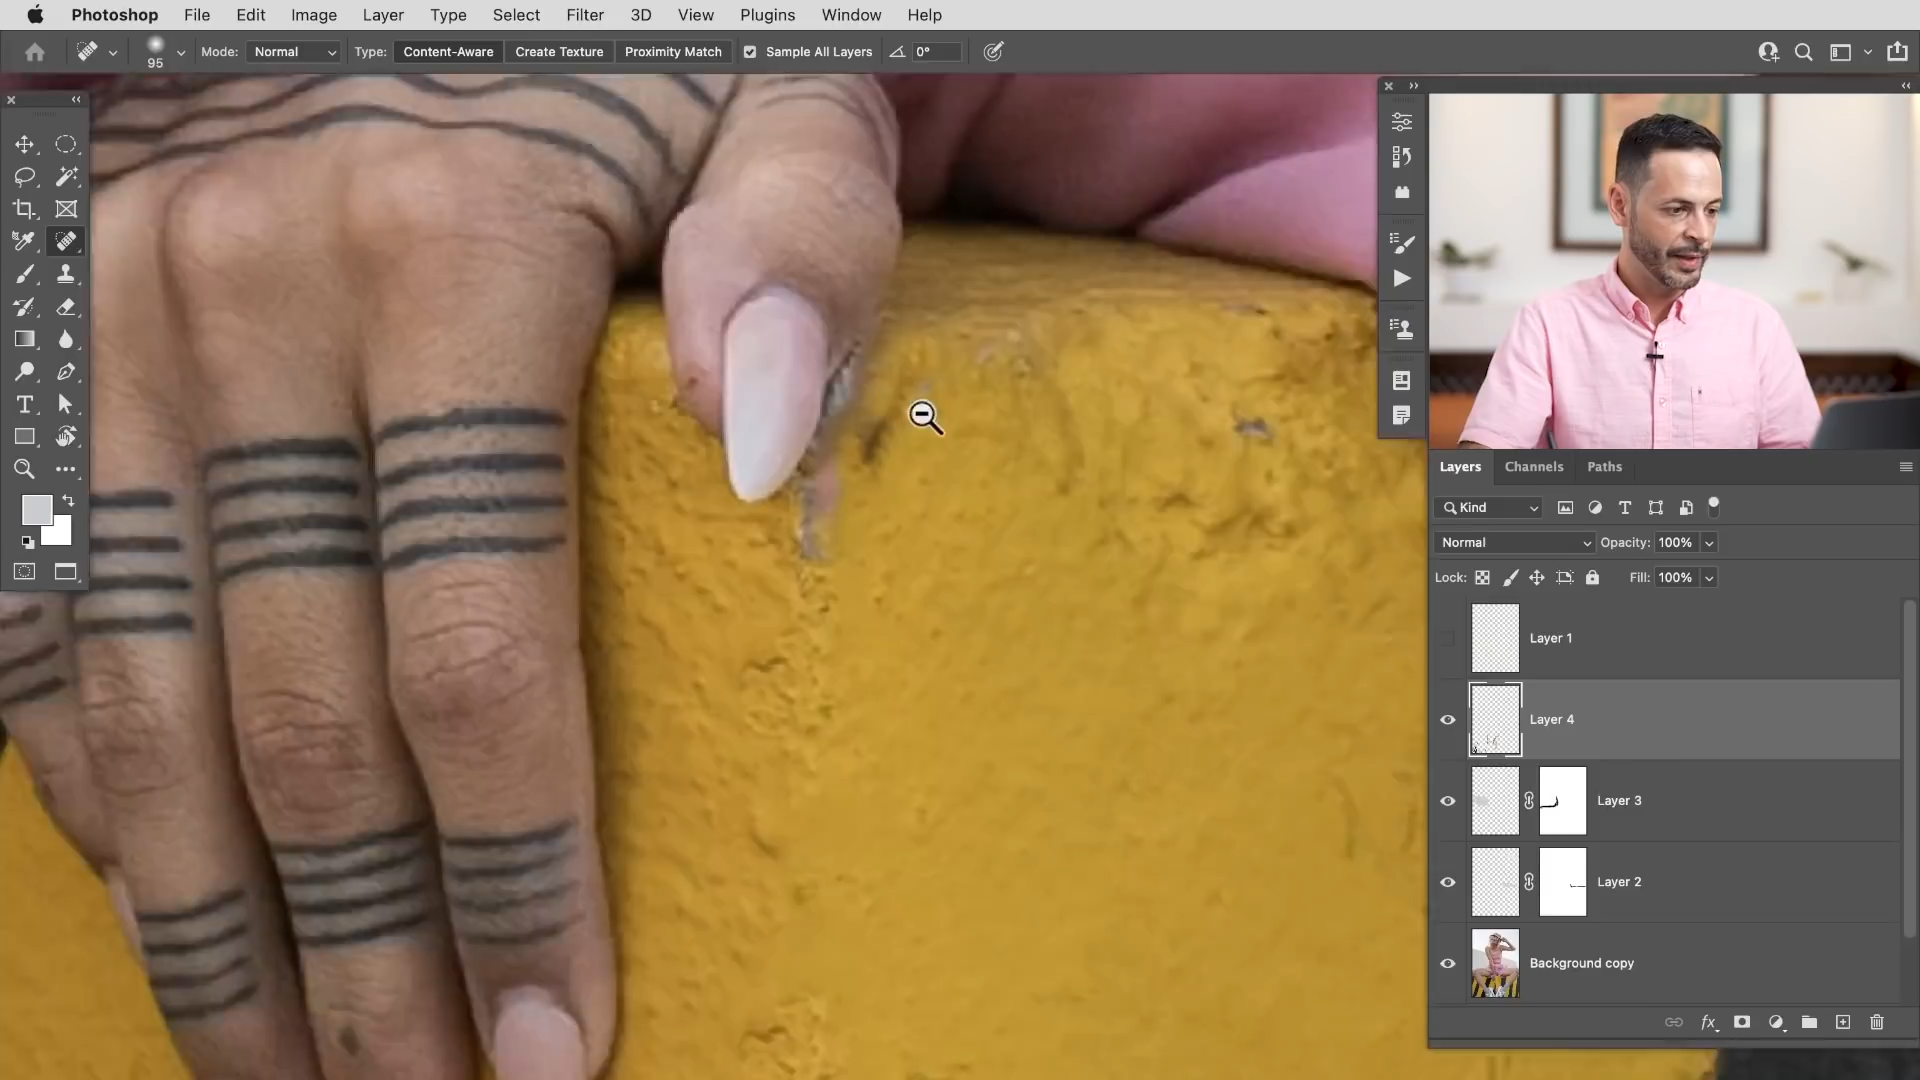 Photoshop File Edit Image Layer Type Select Filter 3D View Plugins Window Help
95 Mode: Normal Type: Content-Aware Create Texture Proximity Match Sample All Layers 0°
Layers Channels Paths
Kind
Normal Opacity: 100%
Lock: Fill: 100%
Layer 1
Layer 4
Layer 3
Layer 2
Background copy
fx